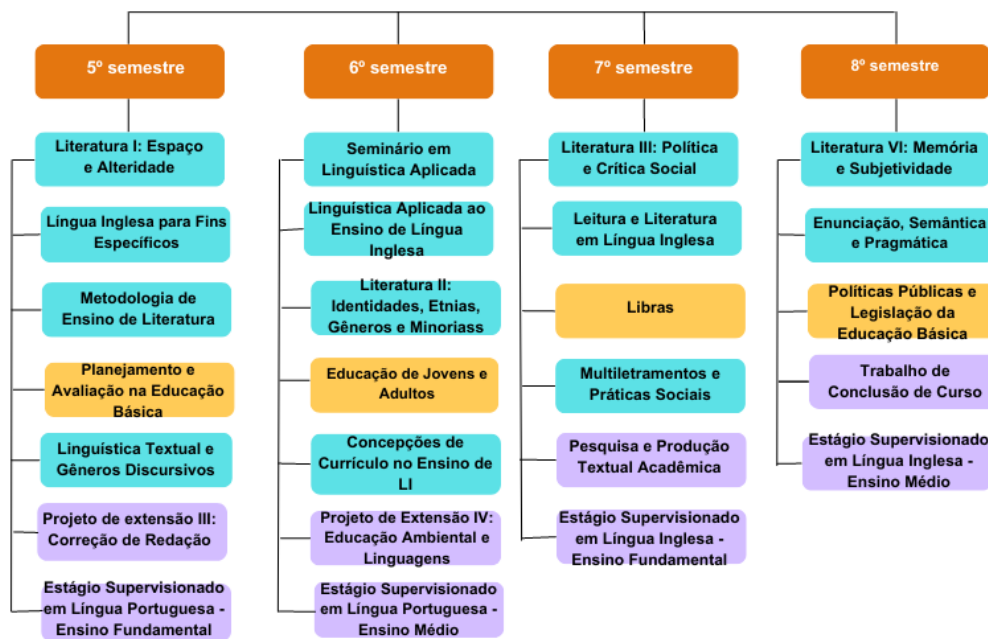 5º semestre
Literatura I: Espaço
e Alteridade
Língua Inglesa para Fins
Específicos
Metodologia de
Ensino de Literatura
Planejamento e
Avaliação na Educação
Básica
Linguística Textual e
Gêneros Discursivos
Projeto de extensão III:
Correção de Redação
Estágio Supervisionado
em Língua Portuguesa -
Ensino Fundamental
6º semestre
Seminário em
Linguística Aplicada
Linguística Aplicada ao
Ensino de Língua
Inglesa
Literatura II:
Identidades, Etnias,
Gêneros e Minoriass
Educação de Jovens e
Adultos
Concepções de
Currículo no Ensino de
LI
Projeto de Extensão IV:
Educação Ambiental e
Linguagens
Estágio Supervisionado
em Língua Portuguesa -
Ensino Médio
7º semestre
Literatura III: Política
e Crítica Social
Leitura e Literatura
em Língua Inglesa
Libras
Multiletramentos e
Práticas Sociais
Pesquisa e Produção
Textual Acadêmica
Estágio Supervisionado
em Língua Inglesa -
Ensino Fundamental
8º semestre
Literatura VI: Memória
e Subjetividade
Enunciação, Semântica
e Pragmática
Políticas Públicas e
Legislação da
Educação Básica
Trabalho de
Conclusão de Curso
Estágio Supervisionado
em Língua Inglesa -
Ensino Médio